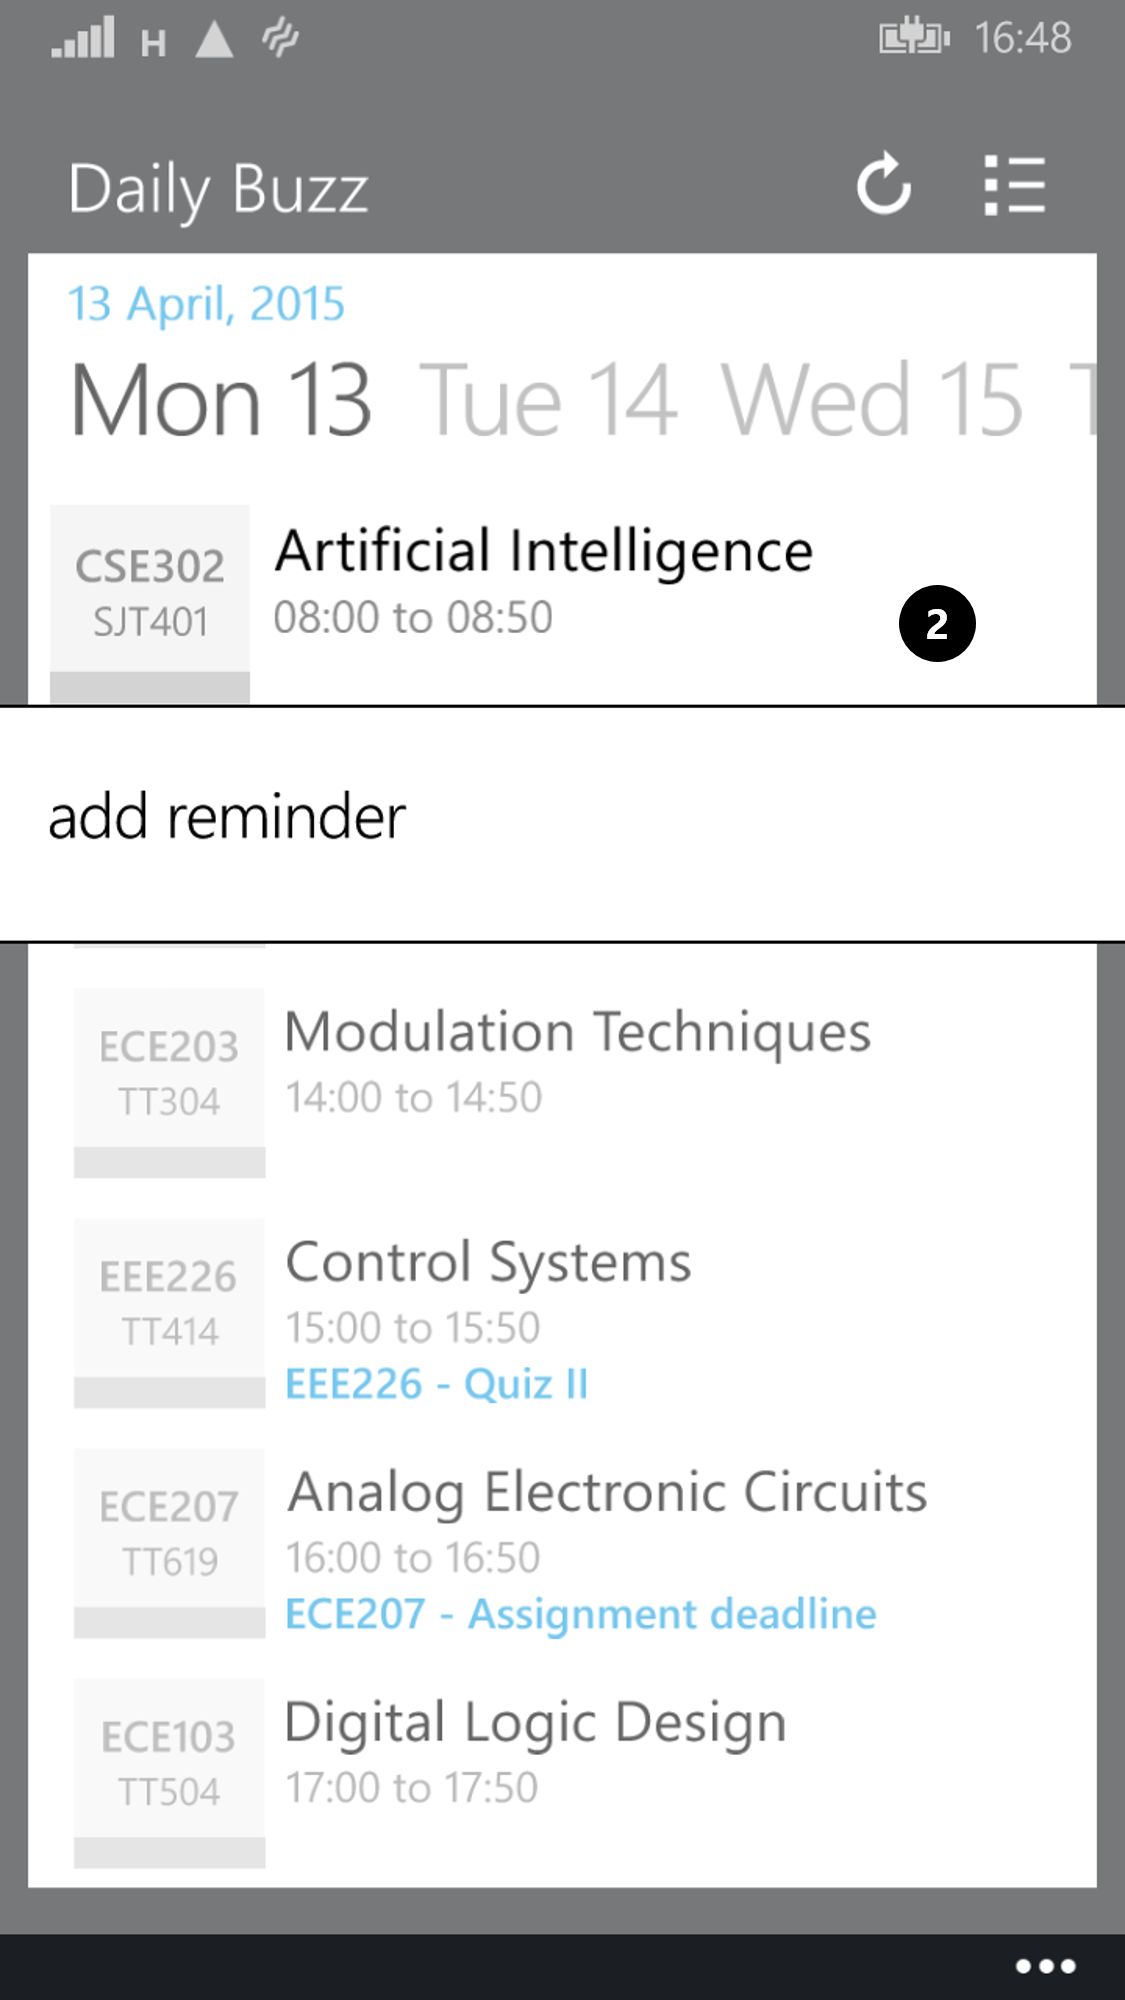 H 16:48
Daily Buzz
13 April, 2015
Mon 13 Tue 14 Wed 15 T
CSE302
SJT401
Artificial Intelligence
08:00 to 08:50
2
add reminder
ECE203
TT304
Modulation Techniques
14:00 to 14:50
EEE226
TT414
Control Systems
15:00 to 15:50
EEE226 - Quiz II
ECE207
TT619
Analog Electronic Circuits
16:00 to 16:50
ECE207 - Assignment deadline
ECE103
TT504
Digital Logic Design
17:00 to 17:50